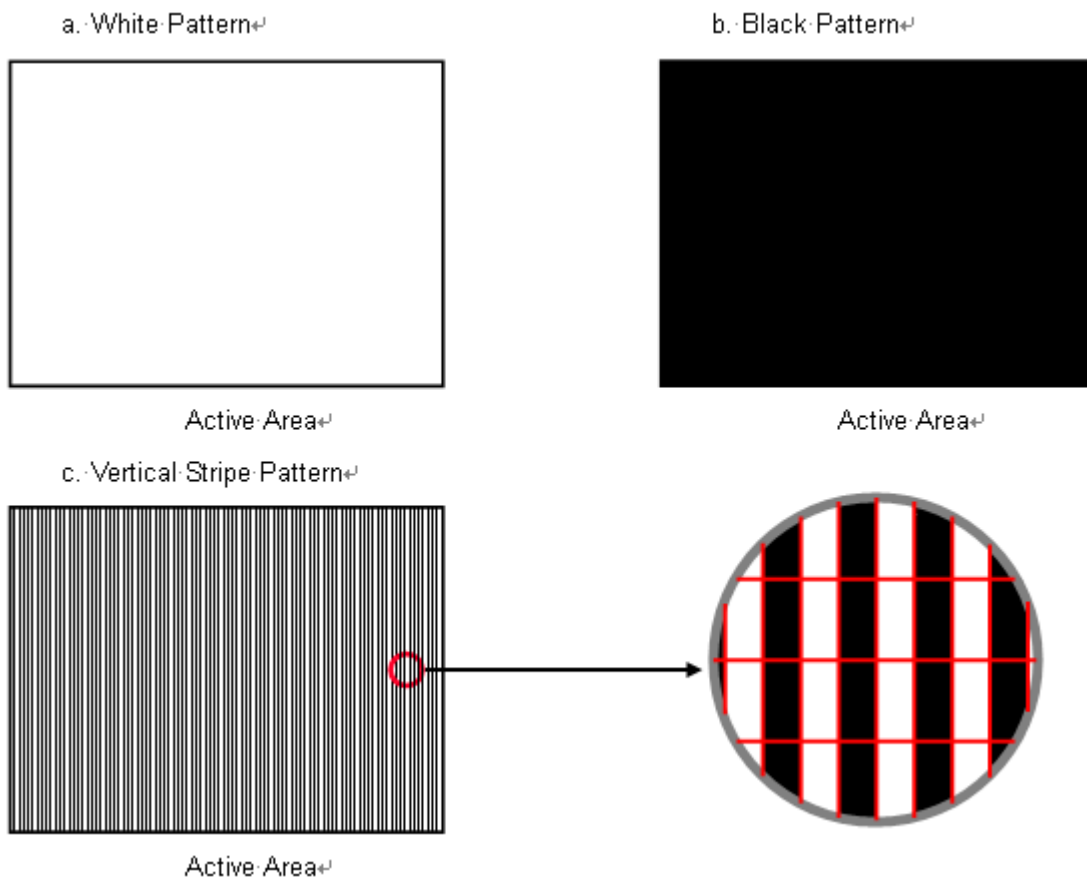 a. White Pattern
b. Black Pattern
Active Area
Active Area
c. Vertical Stripe Pattern
Active Area